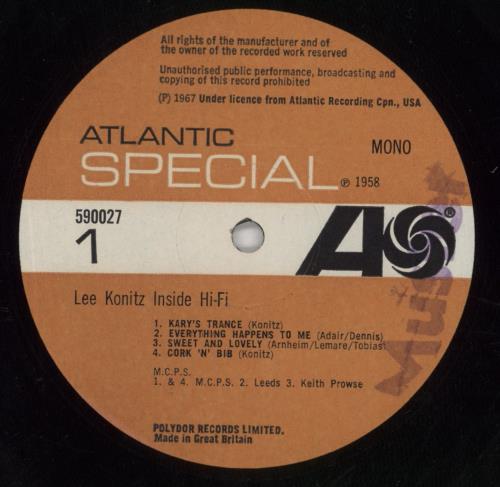 All rights of the manufacturer and of
the owner of the recorded work reserved
Unauthorised public performance, broadcasting and
copying of this record prohibited
(P) 1967 Under licence from Atlantic Recording Cpn., USA
ATLANTIC
SPECIAL
MONO
℗ 1958
590027
1
®
Lee Konitz Inside Hi-Fi
1. KARY'S TRANCE (Konitz)
2. EVERYTHING HAPPENS TO ME (Adair/Dennis)
3. SWEET AND LOVELY (Arnheim/Lemare/Tobias)
4. CORK 'N' BIB (Konitz)
M.C.P.S.
1. & 4. M.C.P.S. 2. Leeds 3. Keith Prowse
POLYDOR RECORDS LIMITED.
Made in Great Britain